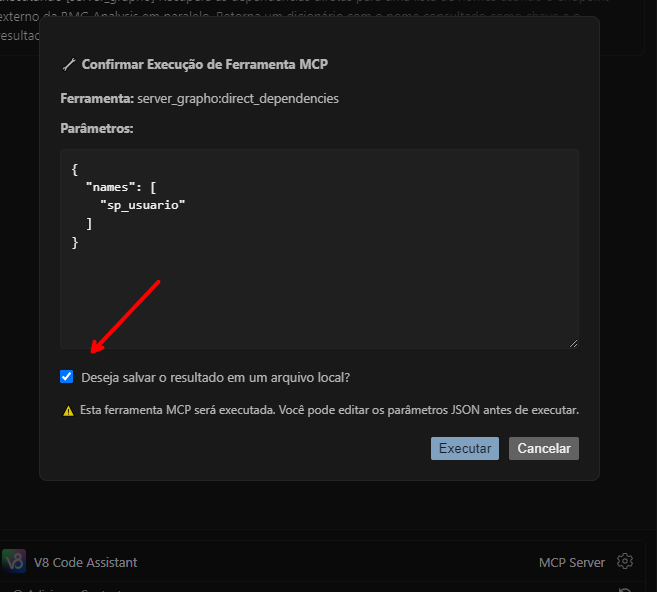 externo da BMC Analysis em paralelo. Retorna um dicionário com o nome consultado como chave e o
resultad
Confirmar Execução de Ferramenta MCP
Ferramenta: server_grapho:direct_dependencies
Parâmetros:
{
"names": [
"sp_usuario"
]
}
Deseja salvar o resultado em um arquivo local?
Esta ferramenta MCP será executada. Você pode editar os parâmetros JSON antes de executar.
Executar Cancelar
V8 Code Assistant MCP Server